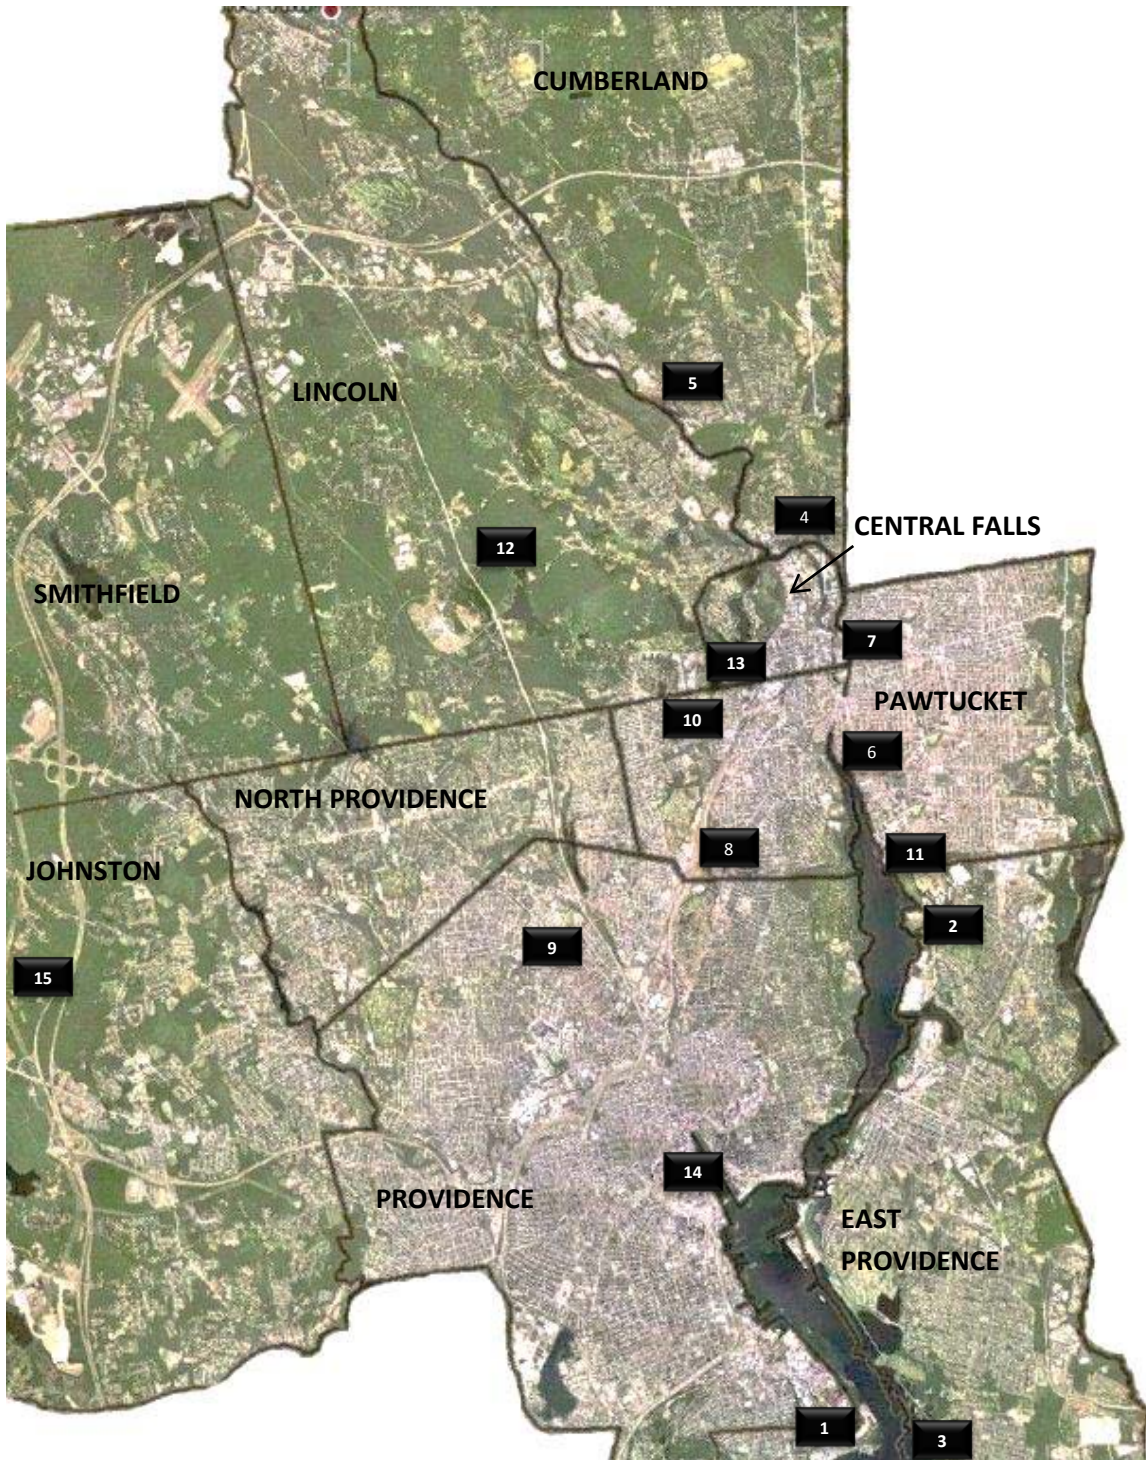 CUMBERLAND
5
LINCOLN
4
CENTRAL FALLS
12
SMITHFIELD
7
13
PAWTUCKET
10
6
NORTH PROVIDENCE
8
11
JOHNSTON
2
9
15
14
PROVIDENCE
EAST
PROVIDENCE
1
3